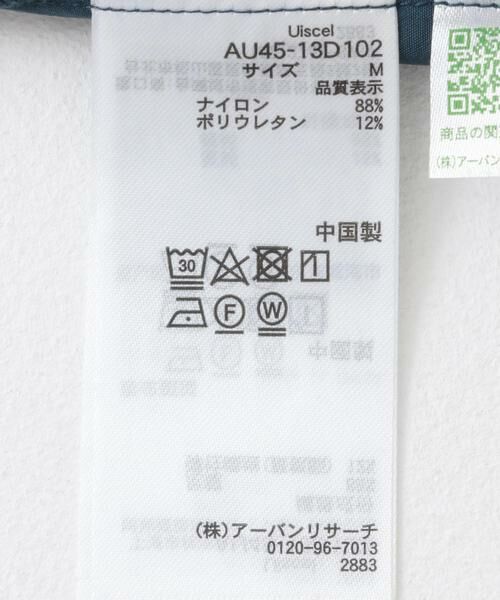 Uiscel
AU45-13D102
サイズ M
品質表示
ナイロン 88%
ポリウレタン 12%
中国製
30
F W
(株)アーバンリサーチ
0120-96-7013
2883
商品の関
(株)アーバン